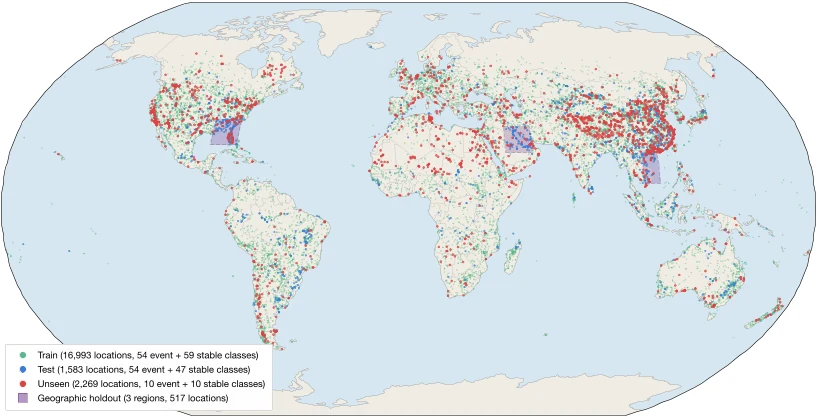 Train (16,993 locations, 54 event + 59 stable classes)
Test (1,583 locations, 54 event + 47 stable classes)
Unseen (2,269 locations, 10 event + 10 stable classes)
Geographic holdout (3 regions, 517 locations)